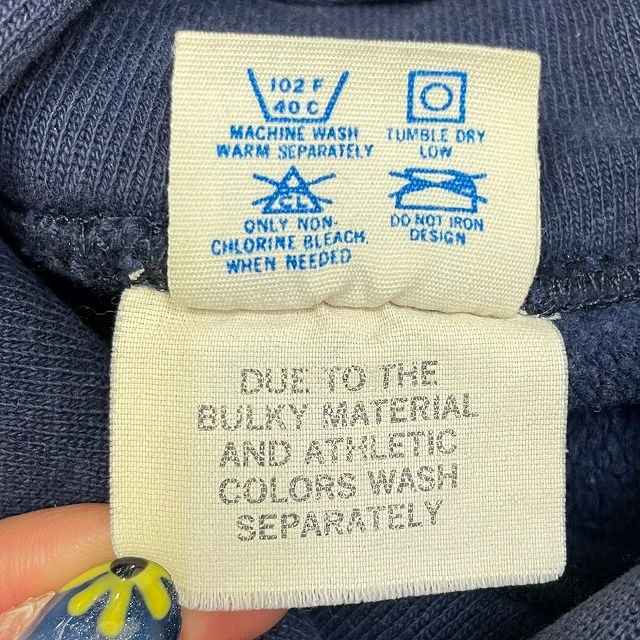 102 F
40 C
MACHINE WASH
WARM SEPARATELY
TUMBLE DRY
LOW
CL
ONLY NON-
CHLORINE BLEACH,
WHEN NEEDED
DO NOT IRON
DESIGN
DUE TO THE
BULKY MATERIAL
AND ATHLETIC
COLORS WASH
SEPARATELY